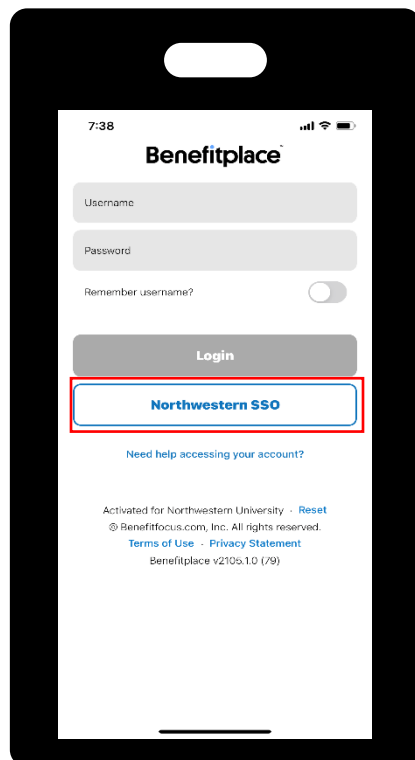 7:38
Benefitplace
Username
Password
Remember username?
Login
Northwestern SSO
Need help accessing your account?
Activated for Northwestern University · Reset
© Benefitfocus.com, Inc. All rights reserved.
Terms of Use · Privacy Statement
Benefitplace v2105.1.0 (79)